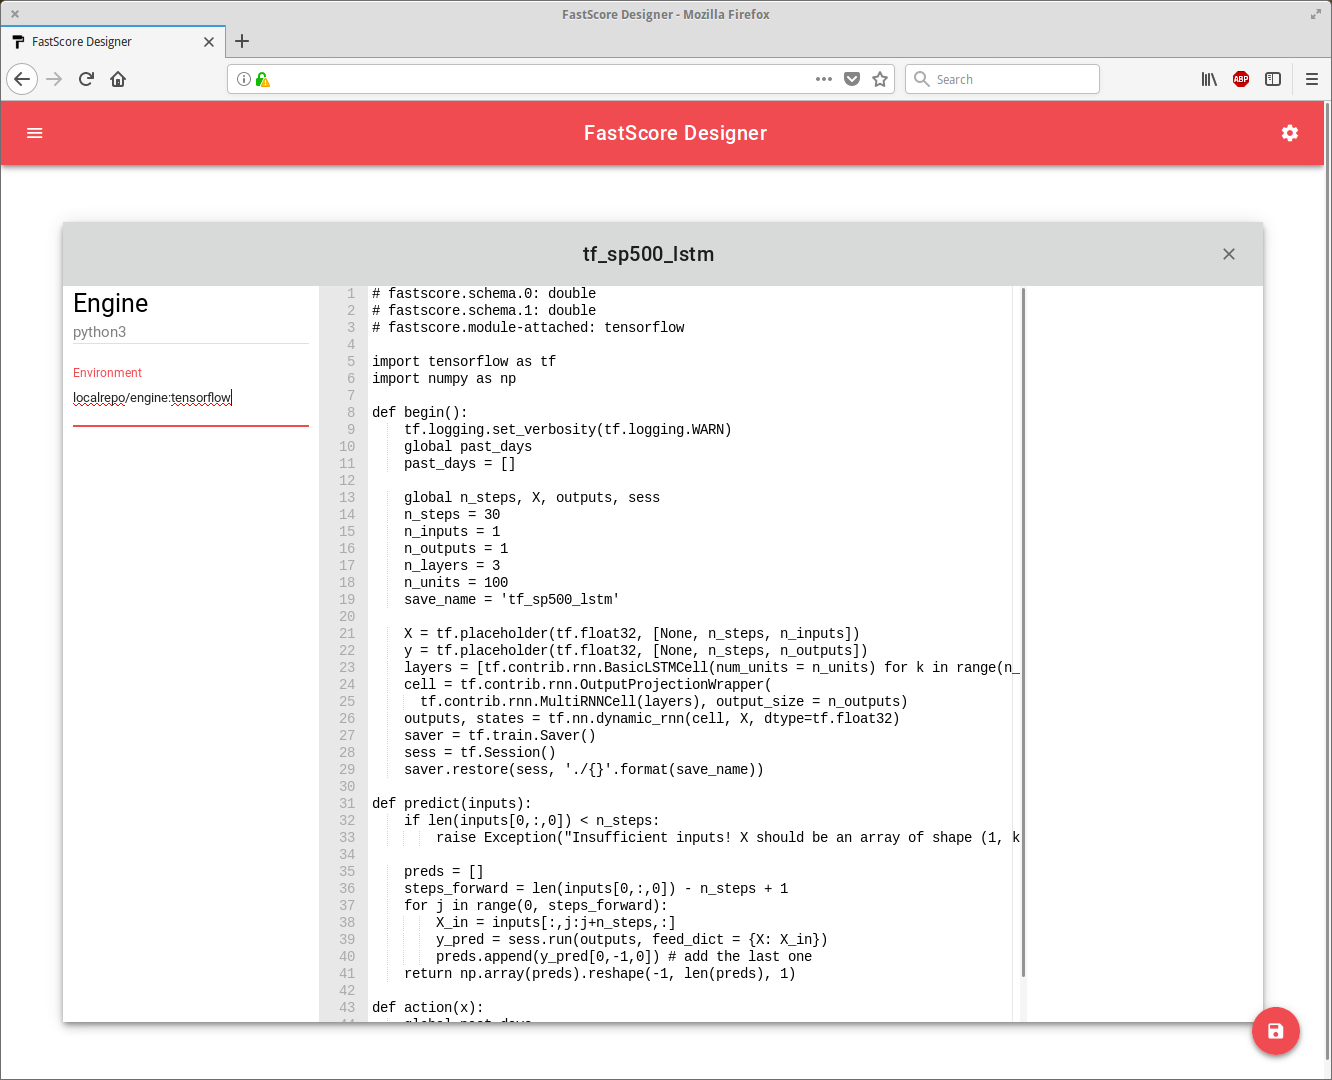 FastScore Designer - Mozilla Firefox
FastScore Designer
Search
ABP
FastScore Designer
tf_sp500_lstm
Engine
python3
Environment
localrepo/engine:tensorflow
1 # fastscore.schema.0: double
2 # fastscore.schema.1: double
3 # fastscore.module-attached: tensorflow
4
5 import tensorflow as tf
6 import numpy as np
7
8 def begin():
9     tf.logging.set_verbosity(tf.logging.WARN)
10     global past_days
11     past_days = []
12
13     global n_steps, X, outputs, sess
14     n_steps = 30
15     n_inputs = 1
16     n_outputs = 1
17     n_layers = 3
18     n_units = 100
19     save_name = 'tf_sp500_lstm'
20
21     X = tf.placeholder(tf.float32, [None, n_steps, n_inputs])
22     y = tf.placeholder(tf.float32, [None, n_steps, n_outputs])
23     layers = [tf.contrib.rnn.BasicLSTMCell(num_units = n_units) for k in range(n_
24     cell = tf.contrib.rnn.OutputProjectionWrapper(
25       tf.contrib.rnn.MultiRNNCell(layers), output_size = n_outputs)
26     outputs, states = tf.nn.dynamic_rnn(cell, X, dtype=tf.float32)
27     saver = tf.train.Saver()
28     sess = tf.Session()
29     saver.restore(sess, './{}'.format(save_name))
30
31 def predict(inputs):
32     if len(inputs[0,:,0]) < n_steps:
33         raise Exception("Insufficient inputs! X should be an array of shape (1, k
34
35     preds = []
36     steps_forward = len(inputs[0,:,0]) - n_steps + 1
37     for j in range(0, steps_forward):
38         X_in = inputs[:,j:j+n_steps,:]
39         y_pred = sess.run(outputs, feed_dict = {X: X_in})
40         preds.append(y_pred[0,-1,0]) # add the last one
41     return np.array(preds).reshape(-1, len(preds), 1)
42
43 def action(x):